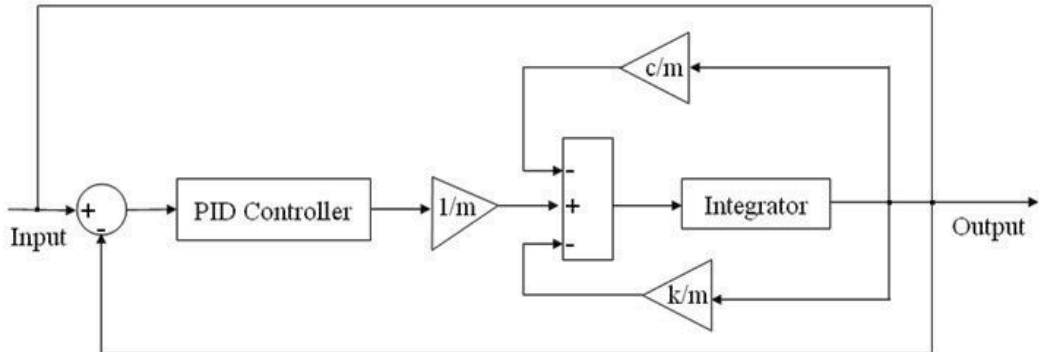 c/m
-
+
PID Controller
1/m
+
Integrator
Input
-
-
Output
k/m